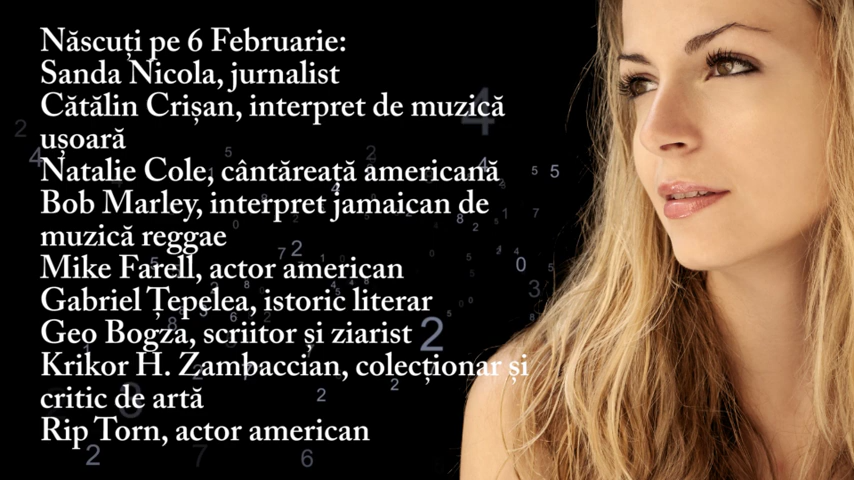 Născuți pe 6 Februarie:
Sanda Nicola, jurnalist
Cătălin Crișan, interpret de muzică
ușoară
Natalie Cole, cântăreață americană
Bob Marley, interpret jamaican de
muzică reggae
Mike Farell, actor american
Gabriel Țepelea, istoric literar
Geo Bogza, scriitor și ziarist
Krikor H. Zambaccian, colecționar și
critic de artă
Rip Torn, actor american